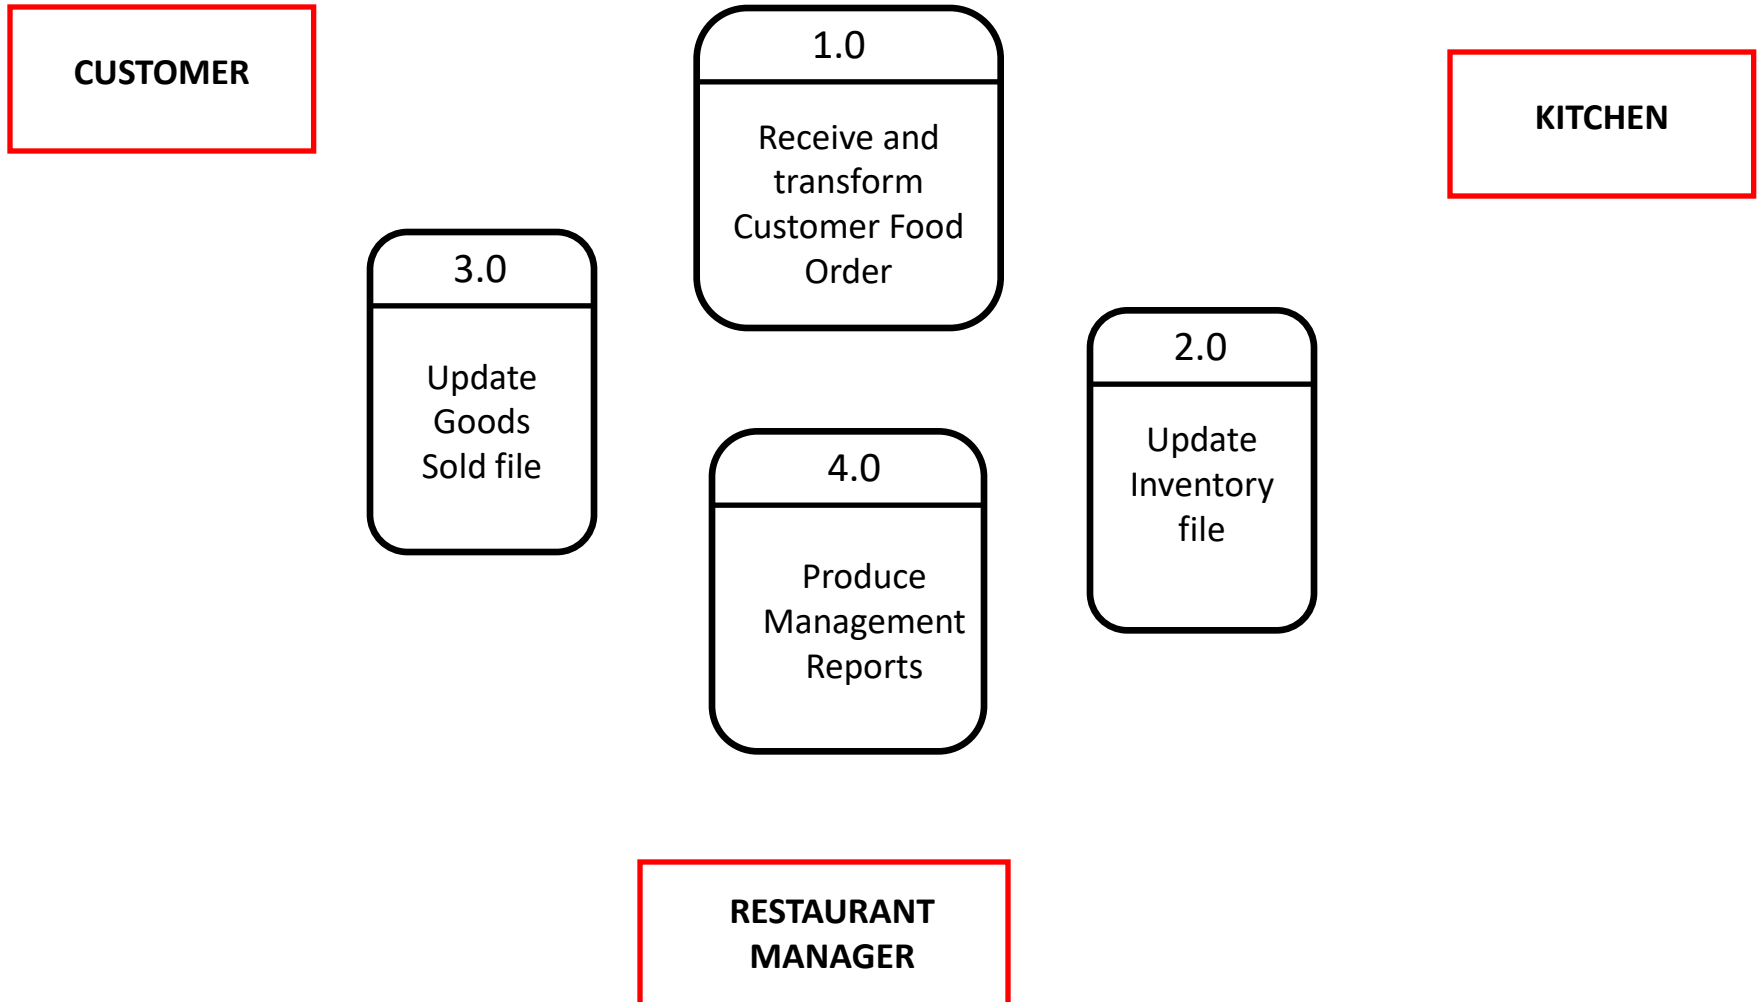 CUSTOMER
1.0
Receive and
transform
Customer Food
Order
KITCHEN
3.0
Update
Goods
Sold file
2.0
Update
Inventory
file
4.0
Produce
Management
Reports
RESTAURANT
MANAGER